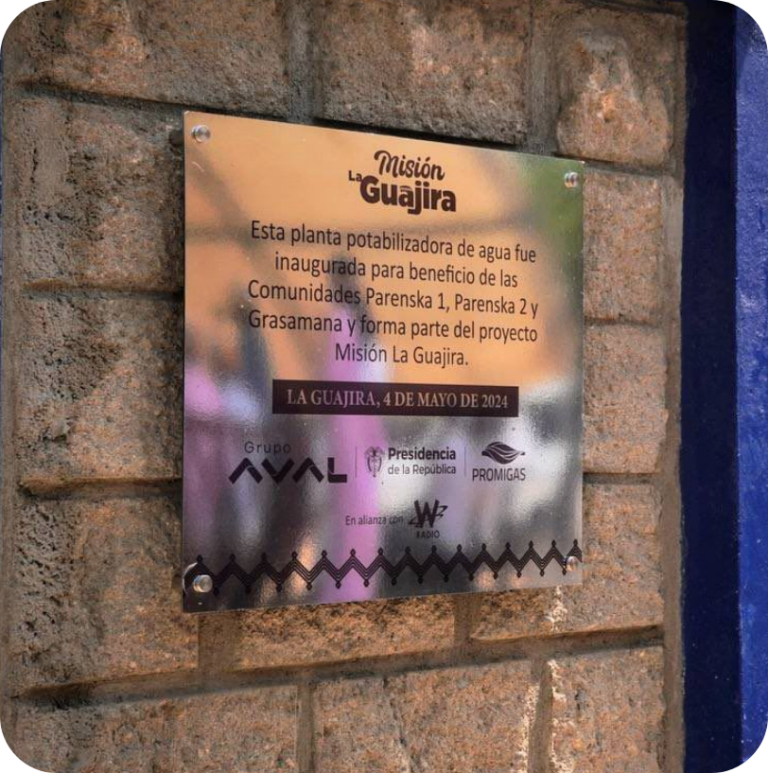 Misión
La Guajira
Esta planta potabilizadora de agua fue
inaugurada para beneficio de las
Comunidades Parenska 1, Parenska 2 y
Grasamana y forma parte del proyecto
Misión La Guajira.
LA GUAJIRA, 4 DE MAYO DE 2024
Grupo
AVAL
Presidencia
de la República
PROMIGAS
En alianza con W
RADIO